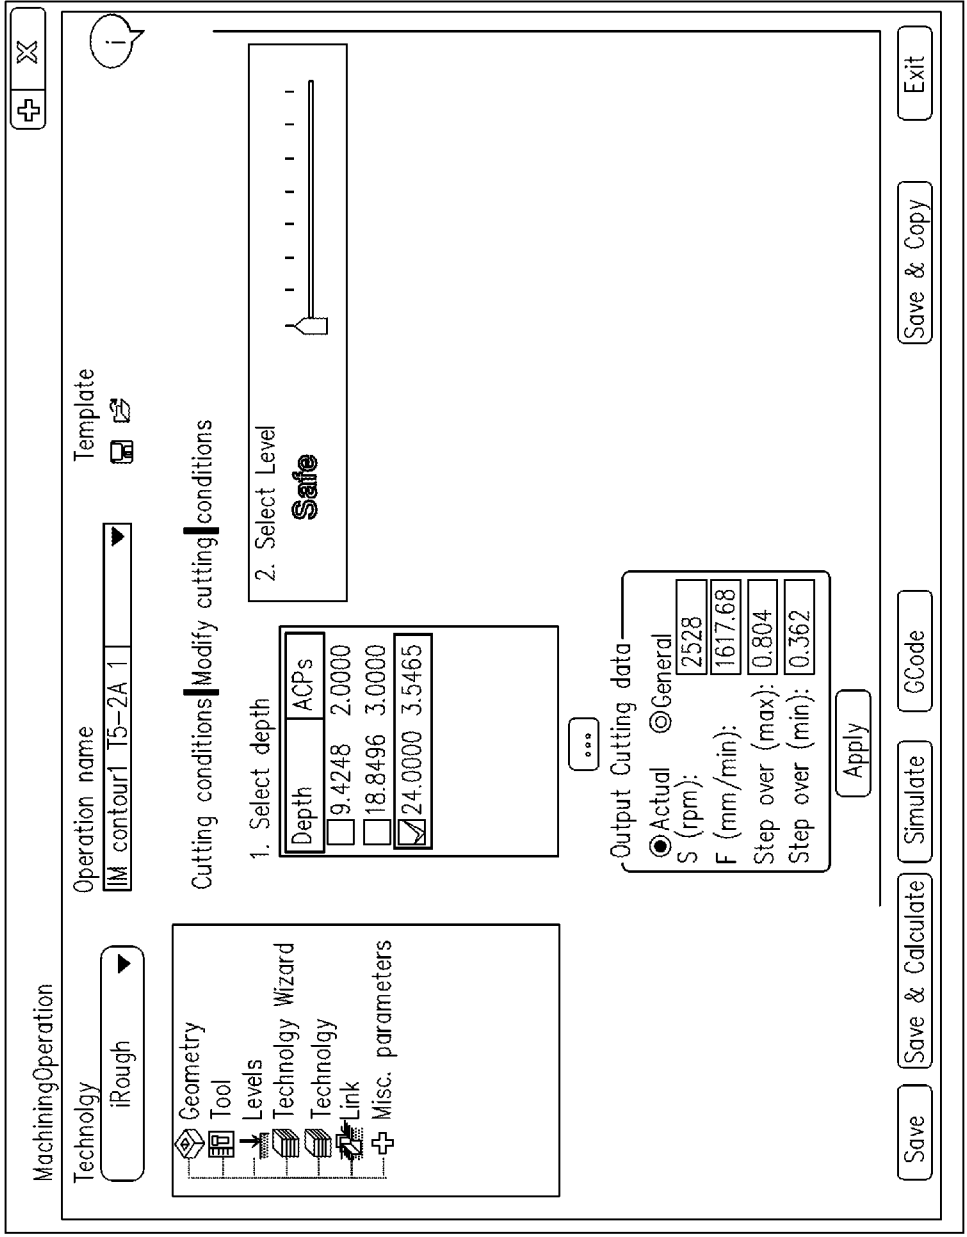 MachiningOperation
Technolgy
iRough
Operation name
IM contour1 T5-2A 1
Template
i
Geometry
Tool
Levels
Technolgy Wizard
Technolgy
Link
Misc. parameters
Cutting conditions Modify cutting conditions
1. Select depth
Depth ACPs
9.4248 2.0000
18.8496 3.0000
24.0000 3.5465
2. Select Level
Safe
...
Output Cutting data
Actual General
S (rpm): 2528
F (mm/min): 1617.68
Step over (max): 0.804
Step over (min): 0.362
Apply
Save Save & Calculate Simulate GCode Save & Copy Exit